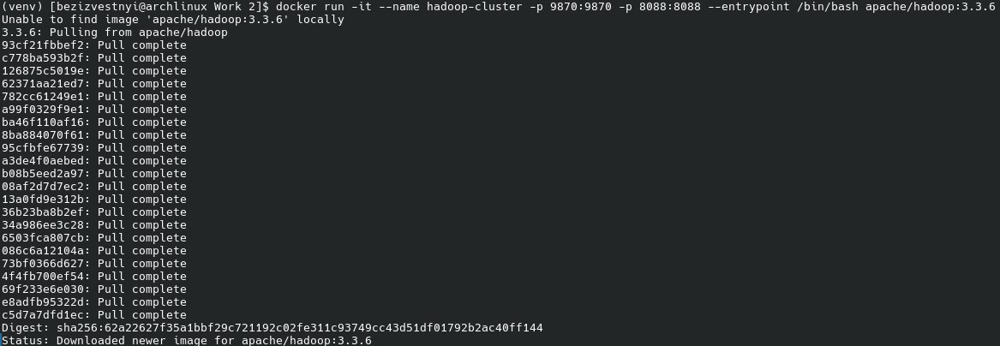 (venv) [bezizvestnyi@archlinux Work 2]$ docker run -it --name hadoop-cluster -p 9870:9870 -p 8088:8088 --entrypoint /bin/bash apache/hadoop:3.3.6
Unable to find image 'apache/hadoop:3.3.6' locally
3.3.6: Pulling from apache/hadoop
93cf21fbbef2: Pull complete
c778ba593b2f: Pull complete
126875c5019e: Pull complete
62371aa21ed7: Pull complete
782cc61249e1: Pull complete
a99f0329f9e1: Pull complete
ba46f110af16: Pull complete
8ba884070f61: Pull complete
95cfbfe67739: Pull complete
a3de4f0aebed: Pull complete
b08b5eed2a97: Pull complete
08af2d7d7ec2: Pull complete
13a0fd9e312b: Pull complete
36b23ba8b2ef: Pull complete
34a986ee3c28: Pull complete
6503fca807cb: Pull complete
086c6a12104a: Pull complete
73bf0366d627: Pull complete
4f4fb700ef54: Pull complete
69f233e6e030: Pull complete
e8adfb95322d: Pull complete
c5d7a7dfd1ec: Pull complete
Digest: sha256:62a22627f35a1bbf29c721192c02fe311c93749cc43d51df01792b2ac40ff144
Status: Downloaded newer image for apache/hadoop:3.3.6